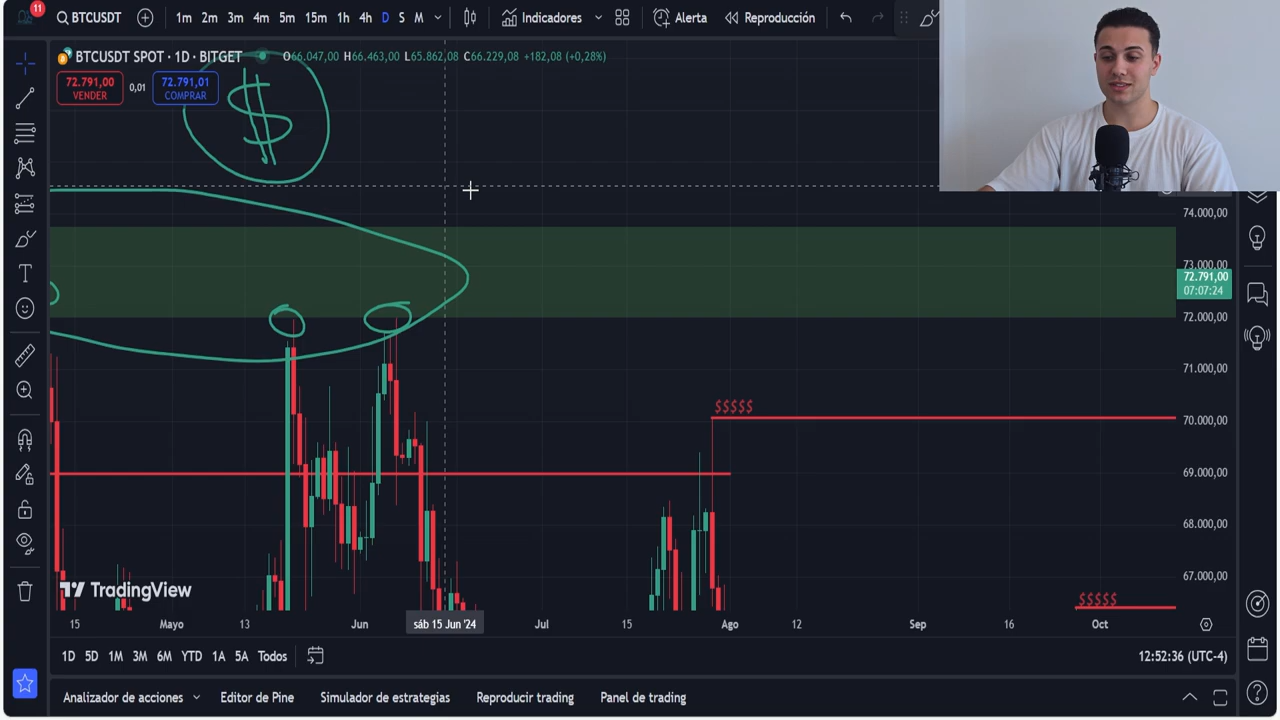 11
BTCUSDT
1m 2m 3m 4m 5m 15m 1h 4h D S M
Indicadores
Alerta
Reproducción
BTCUSDT SPOT · 1D · BITGET
O66.047,00 H66.463,00 L65.862,08 C66.229,08 +182,08 (+0,28%)
72.791,00
VENDER
0,01
72.791,01
COMPRAR
$
74.000,00
73.000,00
72.791,00
07:07:24
72.000,00
71.000,00
$$$$$
70.000,00
69.000,00
68.000,00
67.000,00
$$$$$
TradingView
15 Mayo 13 Jun sáb 15 Jun '24 Jul 15 Ago 12 Sep 16 Oct
1D 5D 1M 3M 6M YTD 1A 5A Todos
12:52:36 (UTC-4)
Analizador de acciones
Editor de Pine
Simulador de estrategias
Reproducir trading
Panel de trading